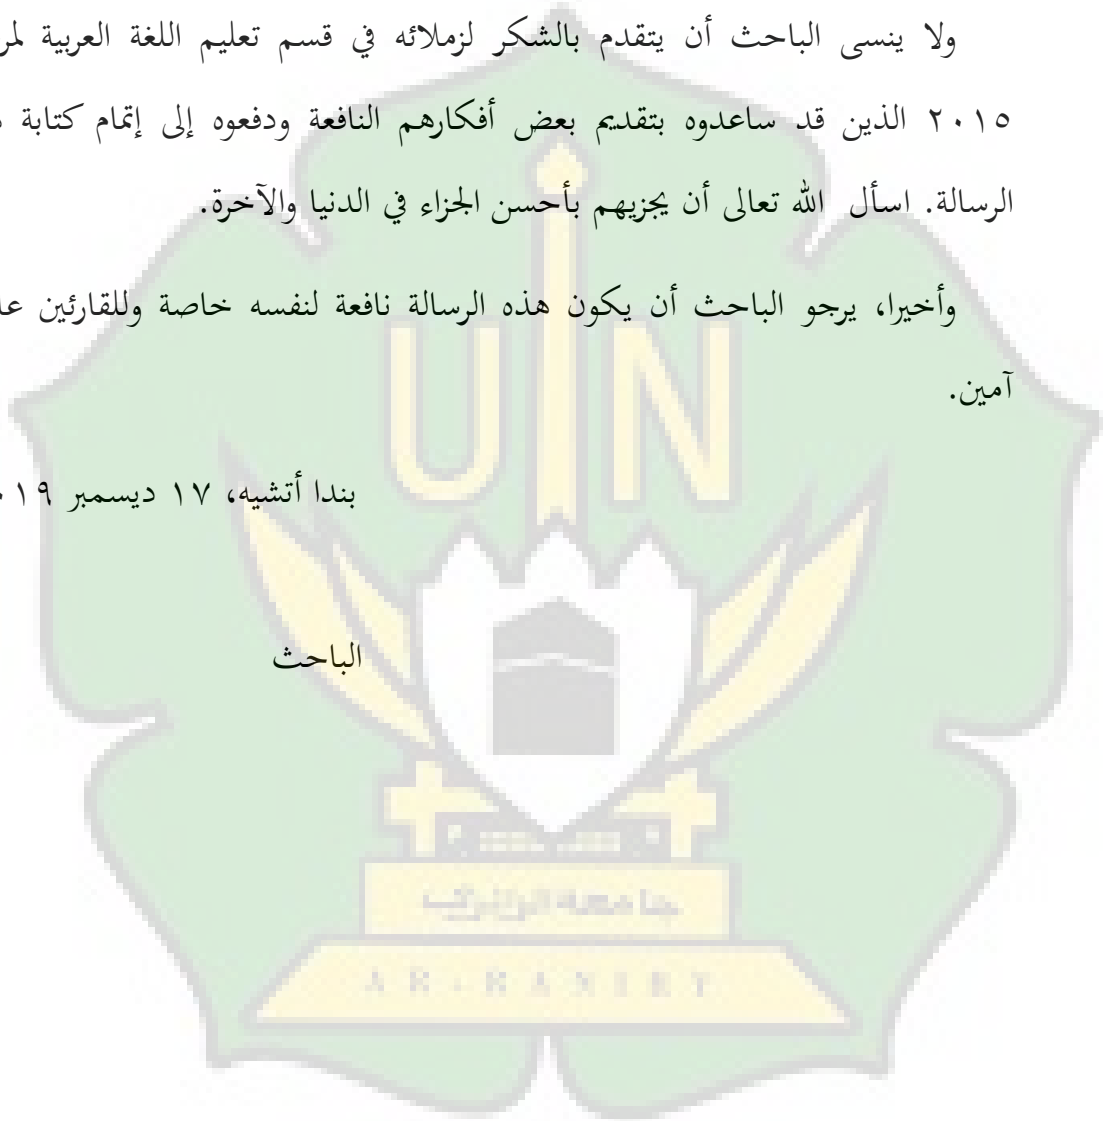 ولا ينسى الباحث أن يتقدم بالشكر لزملائه في قسم تعليم اللغة العربية
٢٠١٥ الذين قد ساعدوه بتقديم بعض أفكارهم النافعة ودفعوه إلى إتمام كتابة
الرسالة. اسأل الله تعالى أن يجزيهم بأحسن الجزاء في الدنيا والآخرة.
وأخيرا، يرجو الباحث أن يكون هذه الرسالة نافعة لنفسه خاصة وللقارئين
آمين.
بندا أتشيه، ١٧ ديسمبر
الباحث
UIN
جامعة الرانيري
AR-RANIRY